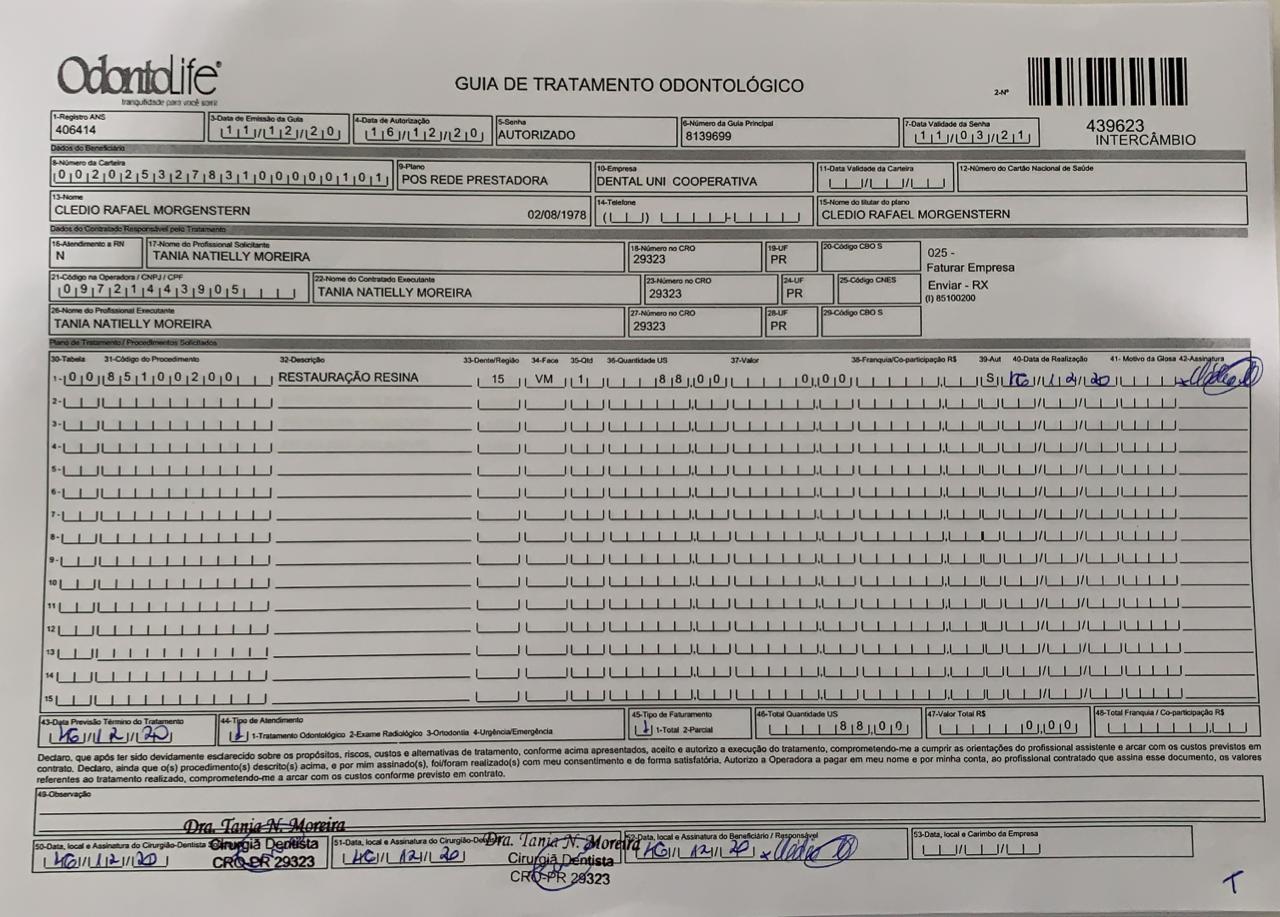 OdontoLife®
tranquilidade para você sorrir
GUIA DE TRATAMENTO ODONTOLÓGICO
2-Nº
439623
INTERCÂMBIO
1-Registro ANS
406414
3-Data de Emissão da Guia
11/12/20
4-Data de Autorização
16/12/20
5-Senha
AUTORIZADO
6-Número da Guia Principal
8139699
7-Data Validade da Senha
11/03/21
Dados do Beneficiário
8-Número da Carteira
00202532783100000101
9-Plano
POS REDE PRESTADORA
10-Empresa
DENTAL UNI COOPERATIVA
11-Data Validade da Carteira
12-Número do Cartão Nacional de Saúde
13-Nome
CLEDIO RAFAEL MORGENSTERN 02/08/1978
14-Telefone
15-Nome do titular do plano
CLEDIO RAFAEL MORGENSTERN
Dados do Contratado Responsável pelo Tratamento
16-Atendimento a RN
N
17-Nome do Profissional Solicitante
TANIA NATIELLY MOREIRA
18-Número no CRO
29323
19-UF
PR
20-Código CBO S
025 -
Faturar Empresa
Enviar - RX
(I) 85100200
21-Código na Operadora / CNPJ / CPF
09721443905
22-Nome do Contratado Executante
TANIA NATIELLY MOREIRA
23-Número no CRO
29323
24-UF
PR
25-Código CNES
26-Nome do Profissional Executante
TANIA NATIELLY MOREIRA
27-Número no CRO
29323
28-UF
PR
29-Código CBO S
Plano de Tratamento / Procedimentos Solicitados
30-Tabela 31-Código do Procedimento 32-Descrição 33-Dente/Região 34-Face 35-Qtd 36-Quantidade US 37-Valor 38-Franquia/Co-participação R$ 39-Aut 40-Data de Realização 41- Motivo da Glosa 42-Assinatura
1- 00 85100200 RESTAURAÇÃO RESINA 15 VM 1 88,00 0,00 S 16/12/20
2-
3-
4-
5-
6-
7-
8-
9-
10
11
12
13
14
15
43-Data Previsão Término do Tratamento
16/12/20
44-Tipo de Atendimento
1 1-Tratamento Odontológico 2-Exame Radiológico 3-Ortodontia 4-Urgência/Emergência
45-Tipo de Faturamento
1 1-Total 2-Parcial
46-Total Quantidade US
88,00
47-Valor Total R$
0,00
48-Total Franquia / Co-participação R$
Declaro, que após ter sido devidamente esclarecido sobre os propósitos, riscos, custos e alternativas de tratamento, conforme acima apresentados, aceito e autorizo a execução do tratamento, comprometendo-me a cumprir as orientações do profissional assistente e arcar com os custos previstos em
contrato. Declaro, ainda que o(s) procedimento(s) descrito(s) acima, e por mim assinado(s), foi/foram realizado(s) com meu consentimento e de forma satisfatória. Autorizo a Operadora a pagar em meu nome e por minha conta, ao profissional contratado que assina esse documento, os valores
referentes ao tratamento realizado, comprometendo-me a arcar com os custos conforme previsto em contrato.
49-Observação
Dra. Tania N. Moreira
Cirurgiã Dentista
CRO-PR 29323
50-Data, local e Assinatura do Cirurgião-Dentista
16/12/20
51-Data, local e Assinatura do Cirurgião-De
16/12/20
Dra. Tania N. Moreira
Cirurgiã Dentista
CRO-PR 29323
52-Data, local e Assinatura do Beneficiário / Responsável
16/12/20
53-Data, local e Carimbo da Empresa
T